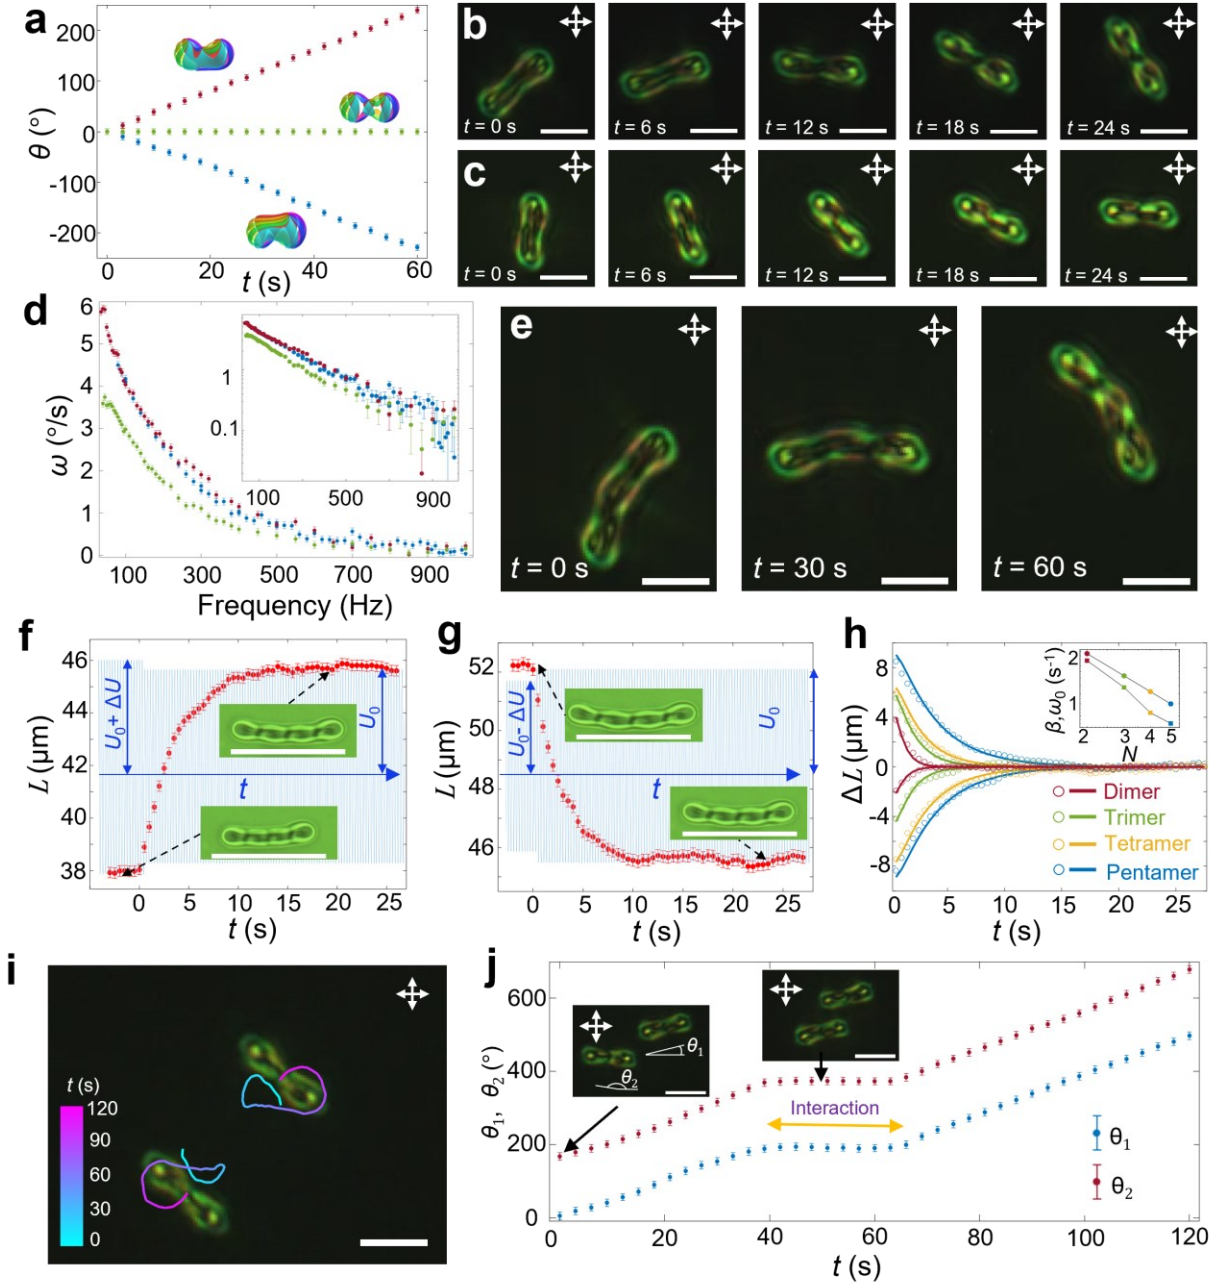 a
200
100
0
-100
-200
θ (°)
0 20 40 60
t (s)
b
t = 0 s t = 6 s t = 12 s t = 18 s t = 24 s
c
t = 0 s t = 6 s t = 12 s t = 18 s t = 24 s
d
6
5
4
3
2
1
0
ω (°/s)
100 300 500 700 900
Frequency (Hz)
1
0.1
100 500 900
e
t = 0 s t = 30 s t = 60 s
f
46
44
42
40
38
L (µm)
U₀ + ΔU
U₀
t
0 5 10 15 20 25
t (s)
g
52
50
48
46
L (µm)
U₀ - ΔU
U₀
t
0 5 10 15 20 25
t (s)
h
8
4
0
-4
-8
ΔL (µm)
2
1
β,ω₀ (s⁻¹)
2 3 4 5
N
Dimer
Trimer
Tetramer
Pentamer
0 5 10 15 20 25
t (s)
i
t (s)
120
90
60
30
0
j
600
400
200
0
θ₁, θ₂ (°)
θ₁
θ₂
Interaction
θ₁
θ₂
0 20 40 60 80 100 120
t (s)